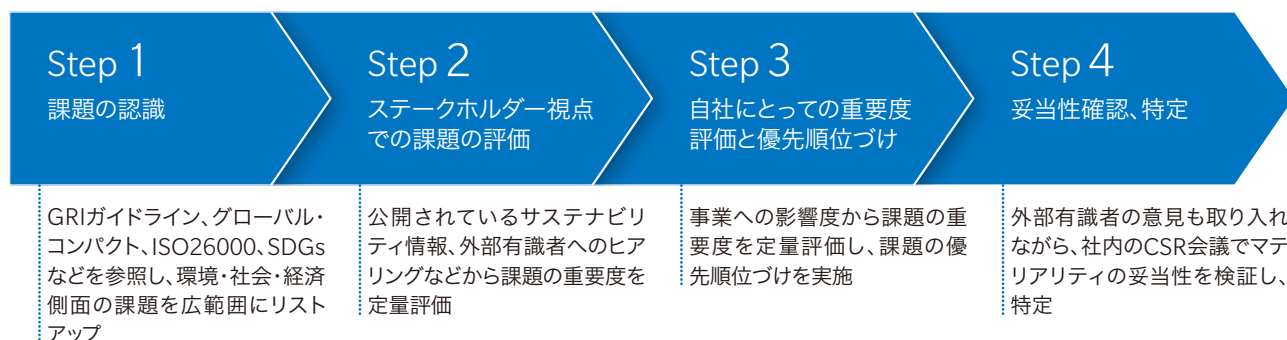 Step 1
課題の認識
GRIガイドライン、グローバル・
コンパクト、ISO26000、SDGs
などを参照し、環境・社会・経済
側面の課題を広範囲にリスト
アップ
Step 2
ステークホルダー視点
での課題の評価
公開されているサステナビリ
ティ情報、外部有識者へのヒア
リングなどから課題の重要度を
定量評価
Step 3
自社にとっての重要度
評価と優先順位づけ
事業への影響度から課題の重
要度を定量評価し、課題の優
先順位づけを実施
Step 4
妥当性確認、特定
外部有識者の意見も取り入れ
ながら、社内のCSR会議でマテ
リアリティの妥当性を検証し、
特定